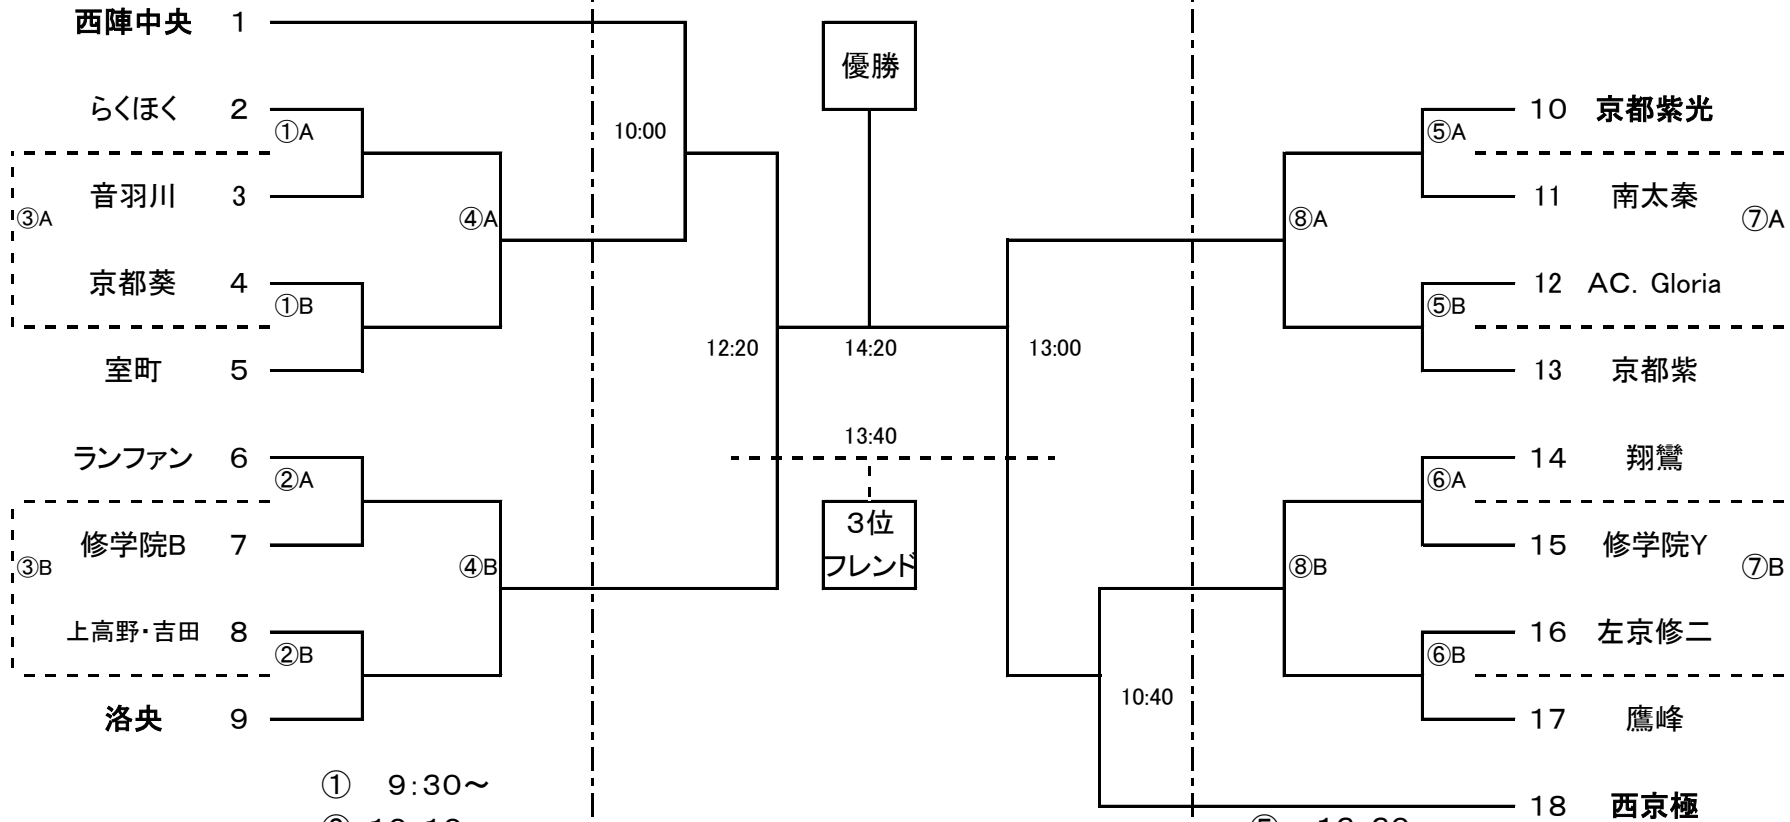 西陣中央 1
らくほく 2
①A
音羽川 3
③A
④A
京都葵 4
①B
室町 5
ランファン 6
②A
修学院B 7
③B
④B
上高野・吉田 8
②B
洛央 9
① 9:30～
10:00
12:20
優勝
14:20
13:40
3位
フレンド
13:00
10:40
10 京都紫光
⑤A
11 南太秦
⑧A
⑦A
12 AC. Gloria
⑤B
13 京都紫
14 翔鸞
⑥A
15 修学院Y
⑧B
⑦B
16 左京修二
⑥B
17 鷹峰
18 西京極